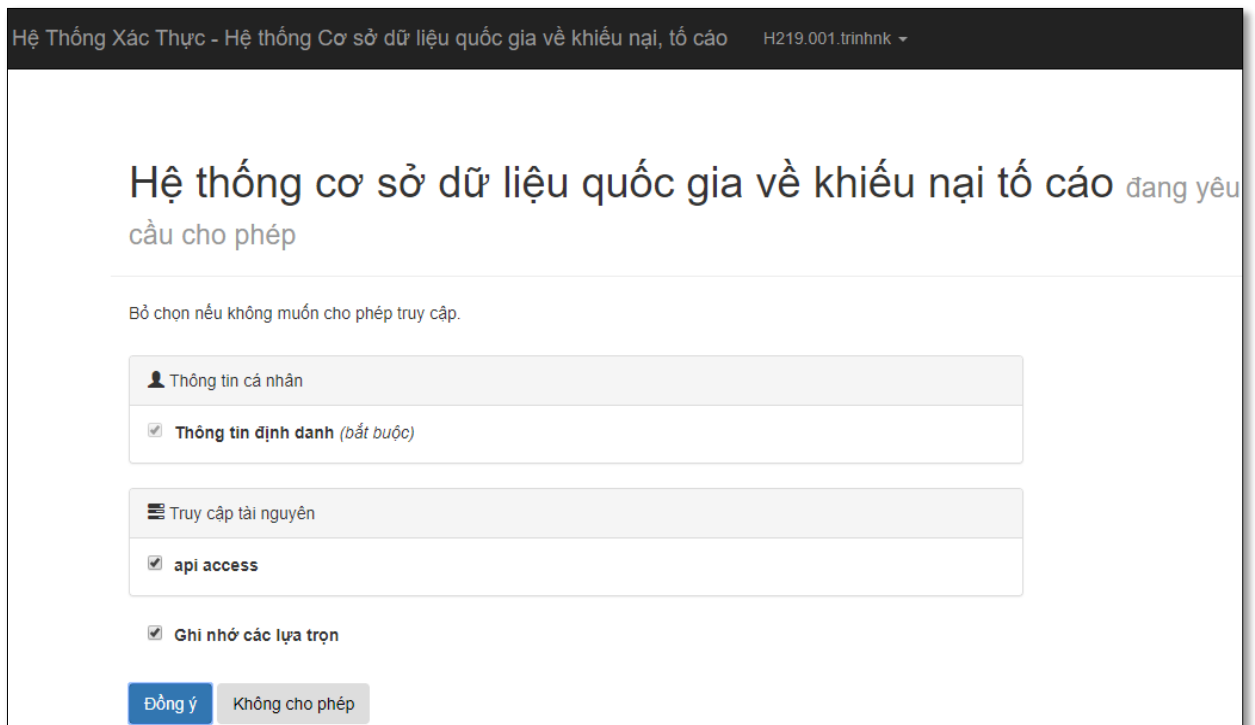 Hệ Thống Xác Thực - Hệ thống Cơ sở dữ liệu quốc gia về khiếu nại, tố cáo H219.001.trinhnk
Hệ thống cơ sở dữ liệu quốc gia về khiếu nại tố cáo đang yêu
cầu cho phép
Bỏ chọn nếu không muốn cho phép truy cập.
Thông tin cá nhân
Thông tin định danh (bắt buộc)
Truy cập tài nguyên
api access
Ghi nhớ các lựa trọn
Đồng ý Không cho phép